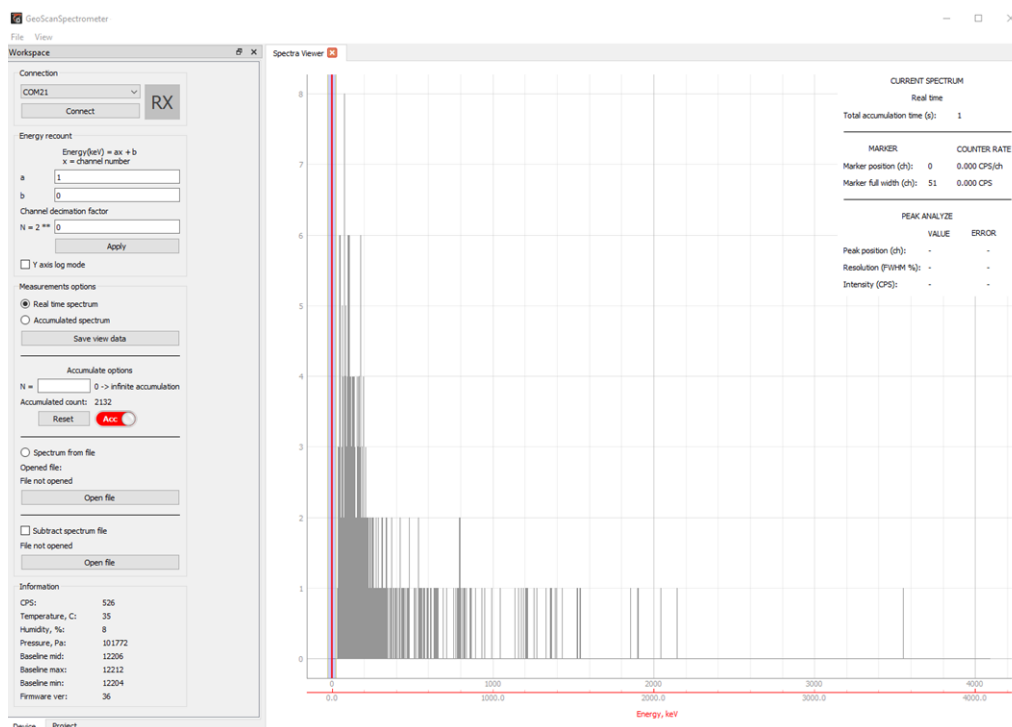 GeoScanSpectrometer
File View
Workspace
Connection
COM21
RX
Connect
Energy recount
Energy(keV) = ax + b
x = channel number
a 1
b 0
Channel decimation factor
N = 2 ** 0
Apply
Y axis log mode
Measurements options
Real time spectrum
Accumulated spectrum
Save view data
Accumulate options
N = 0 -> infinite accumulation
Accumulated count: 2132
Reset Acc
Spectrum from file
Opened file:
File not opened
Open file
Subtract spectrum file
File not opened
Open file
Information
CPS: 526
Temperature, C: 35
Humidity, %: 8
Pressure, Pa: 101772
Baseline mid: 12206
Baseline max: 12212
Baseline min: 12204
Firmware ver: 36
Device Project
Spectra Viewer
CURRENT SPECTRUM
Real time
Total accumulation time (s): 1
MARKER COUNTER RATE
Marker position (ch): 0 0.000 CPS/ch
Marker full width (ch): 51 0.000 CPS
PEAK ANALYZE
VALUE ERROR
Peak position (ch): - -
Resolution (FWHM %): - -
Intensity (CPS): - -
8
7
6
5
4
3
2
1
0
0 1000 2000 3000 4000
0.0 1000.0 2000.0 3000.0 4000.0
Energy, keV